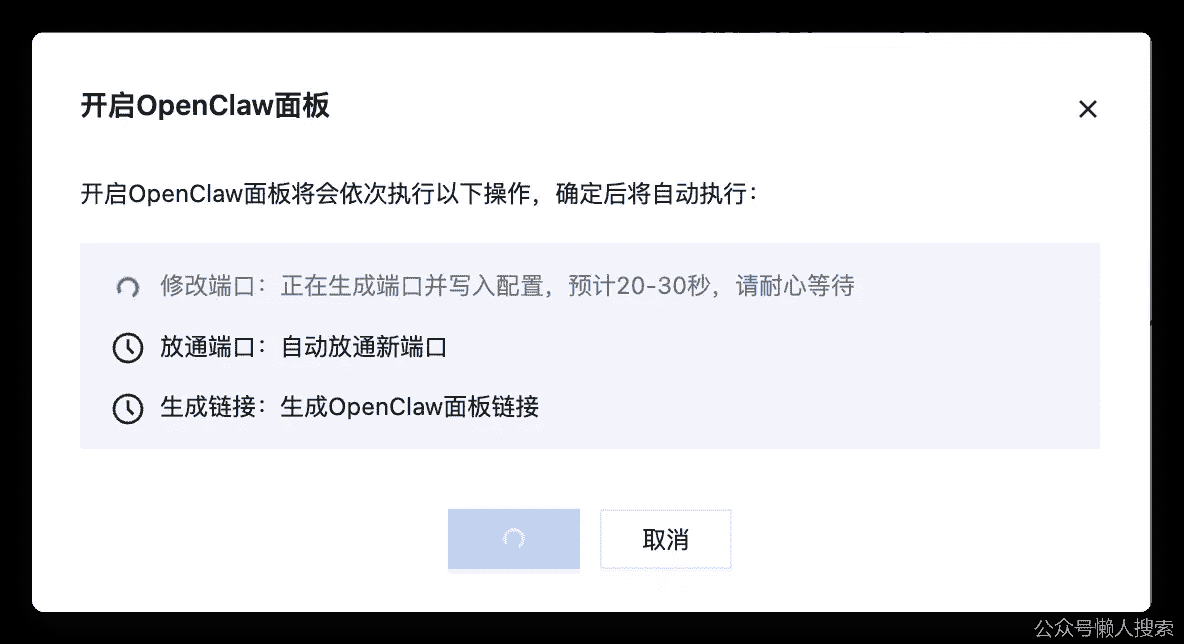 开启OpenClaw面板
开启OpenClaw面板将会依次执行以下操作，确定后将自动执行：
修改端口：正在生成端口并写入配置，预计20-30秒，请耐心等待
放通端口：自动放通新端口
生成链接：生成OpenClaw面板链接
取消
公众号懒人搜索